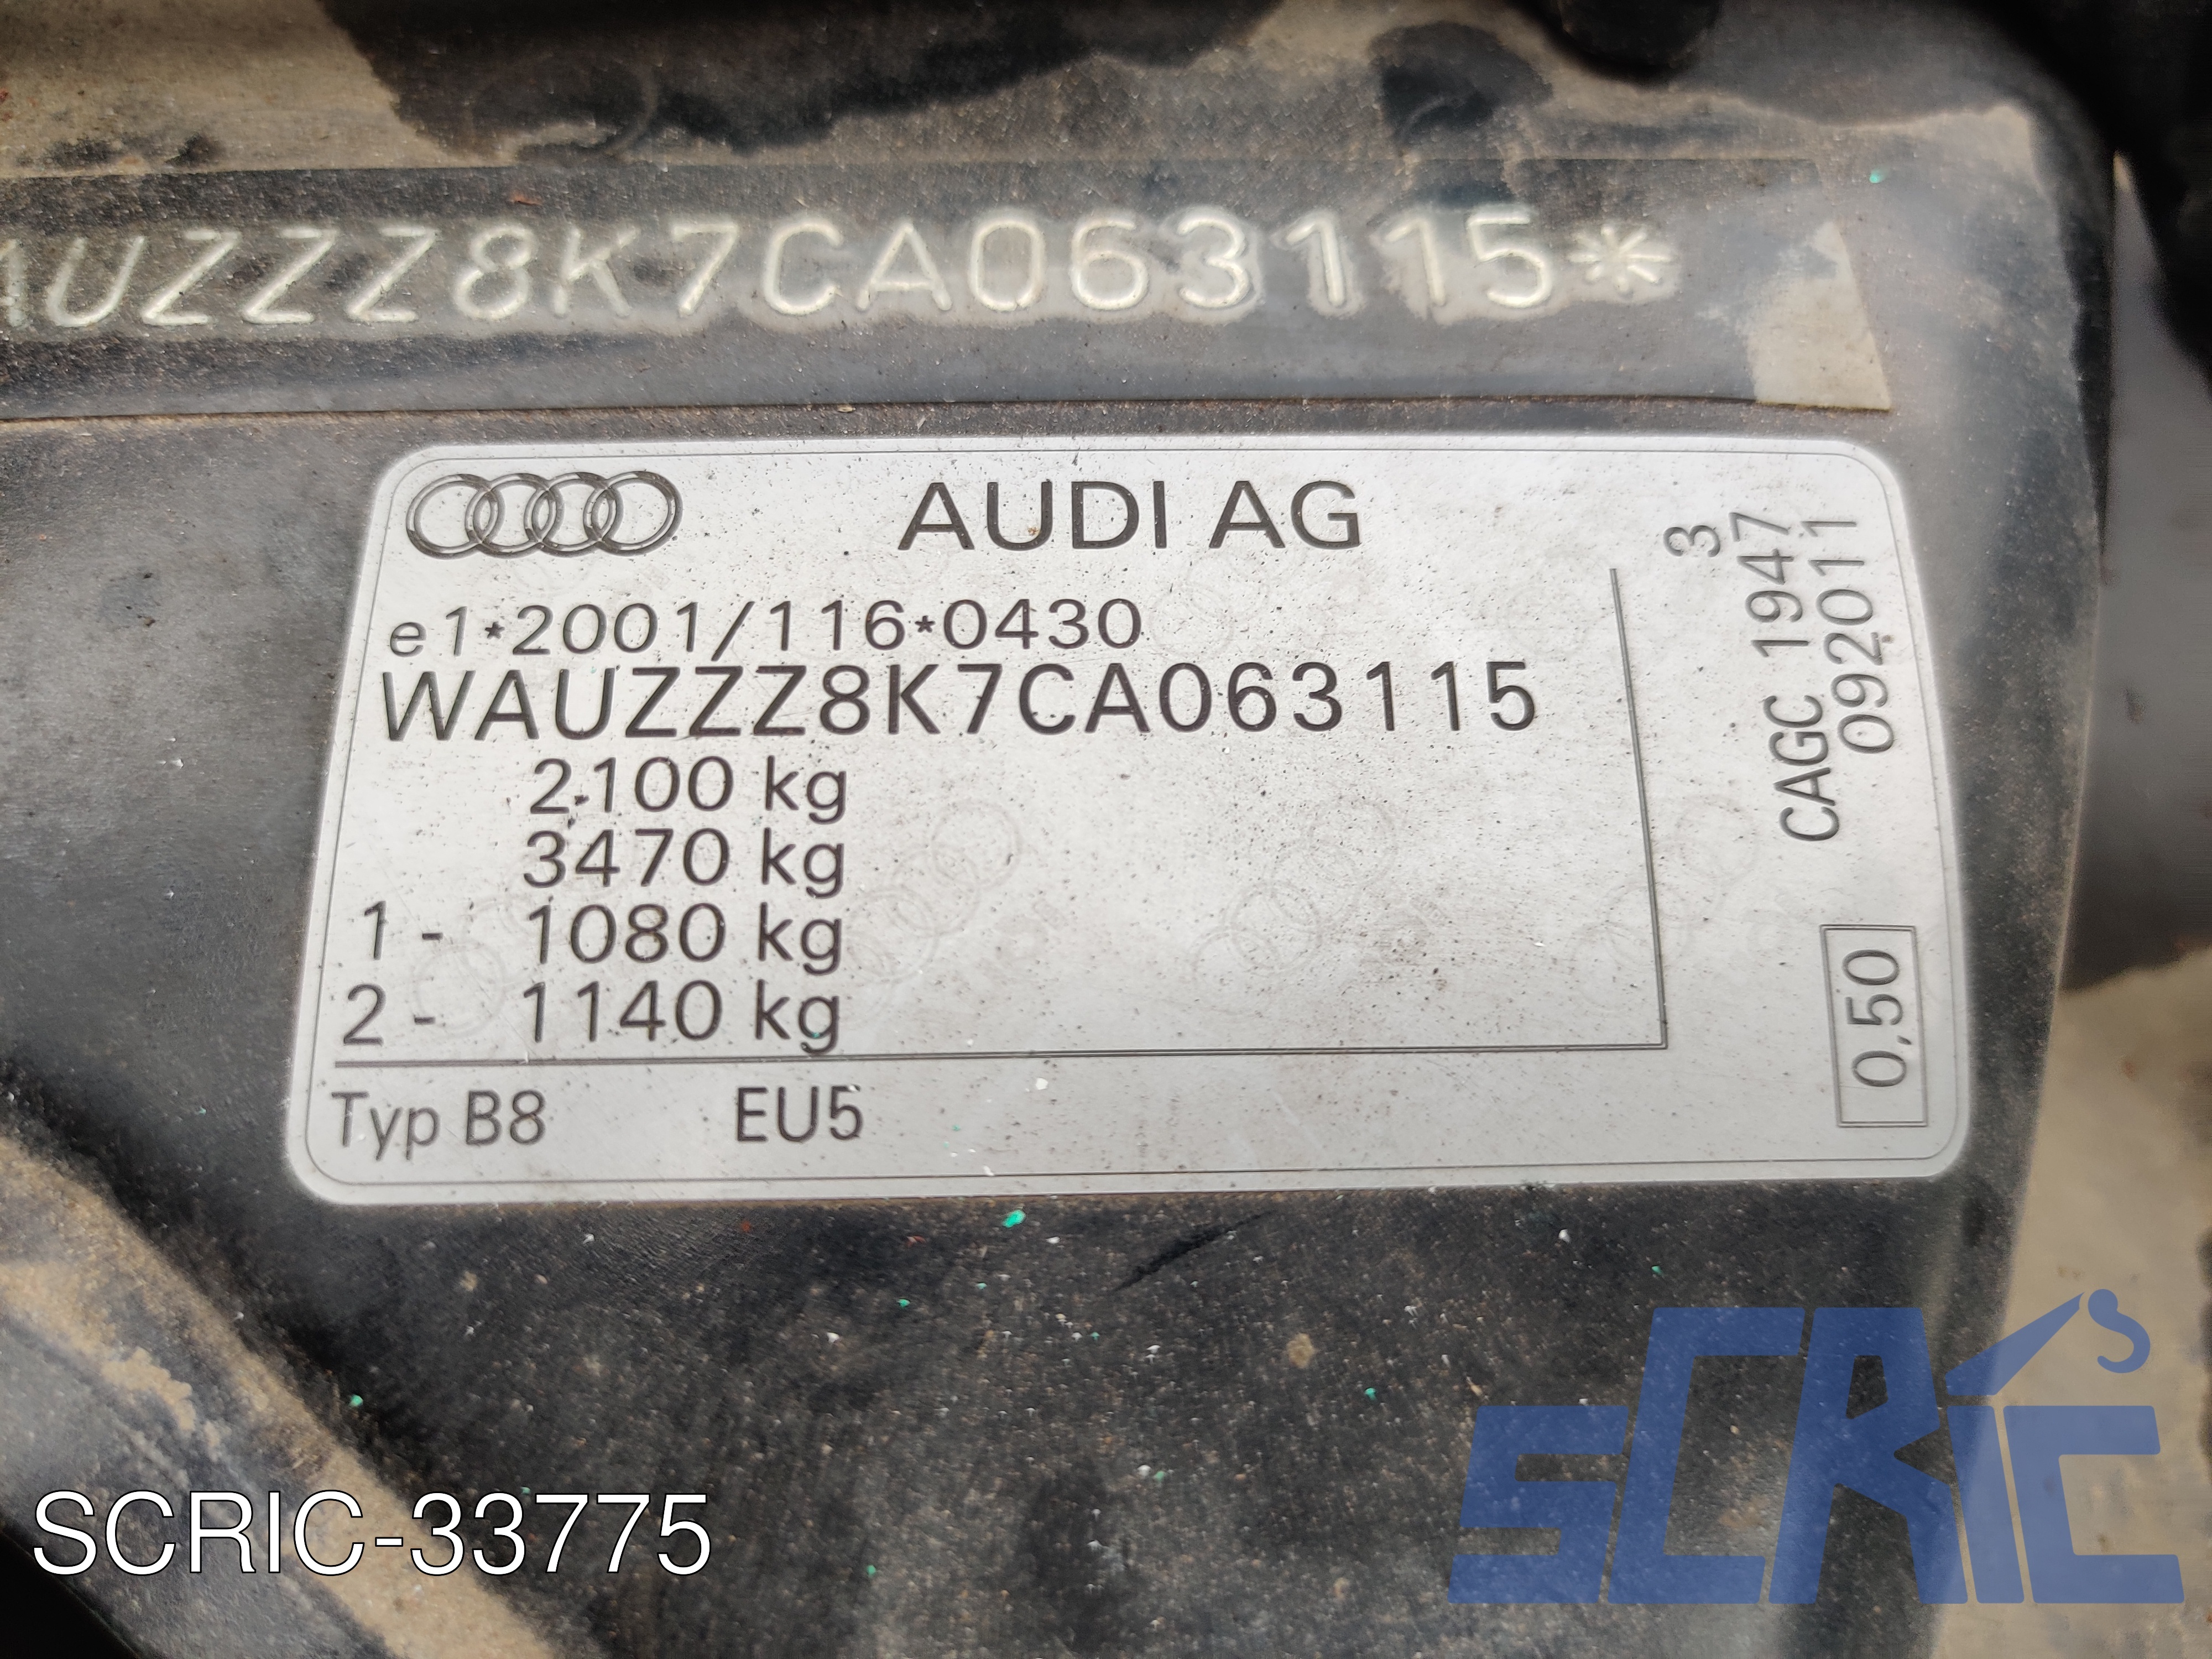 AUZZZ8K7CA063115*
AUDI AG
e1*2001/116*0430
WAUZZZ8K7CA063115
2100 kg
3470 kg
1 - 1080 kg
2 - 1140 kg
Typ B8 EU5
3
CAGC 1947
092011
0,50
SCRIC-33775
SCRIC